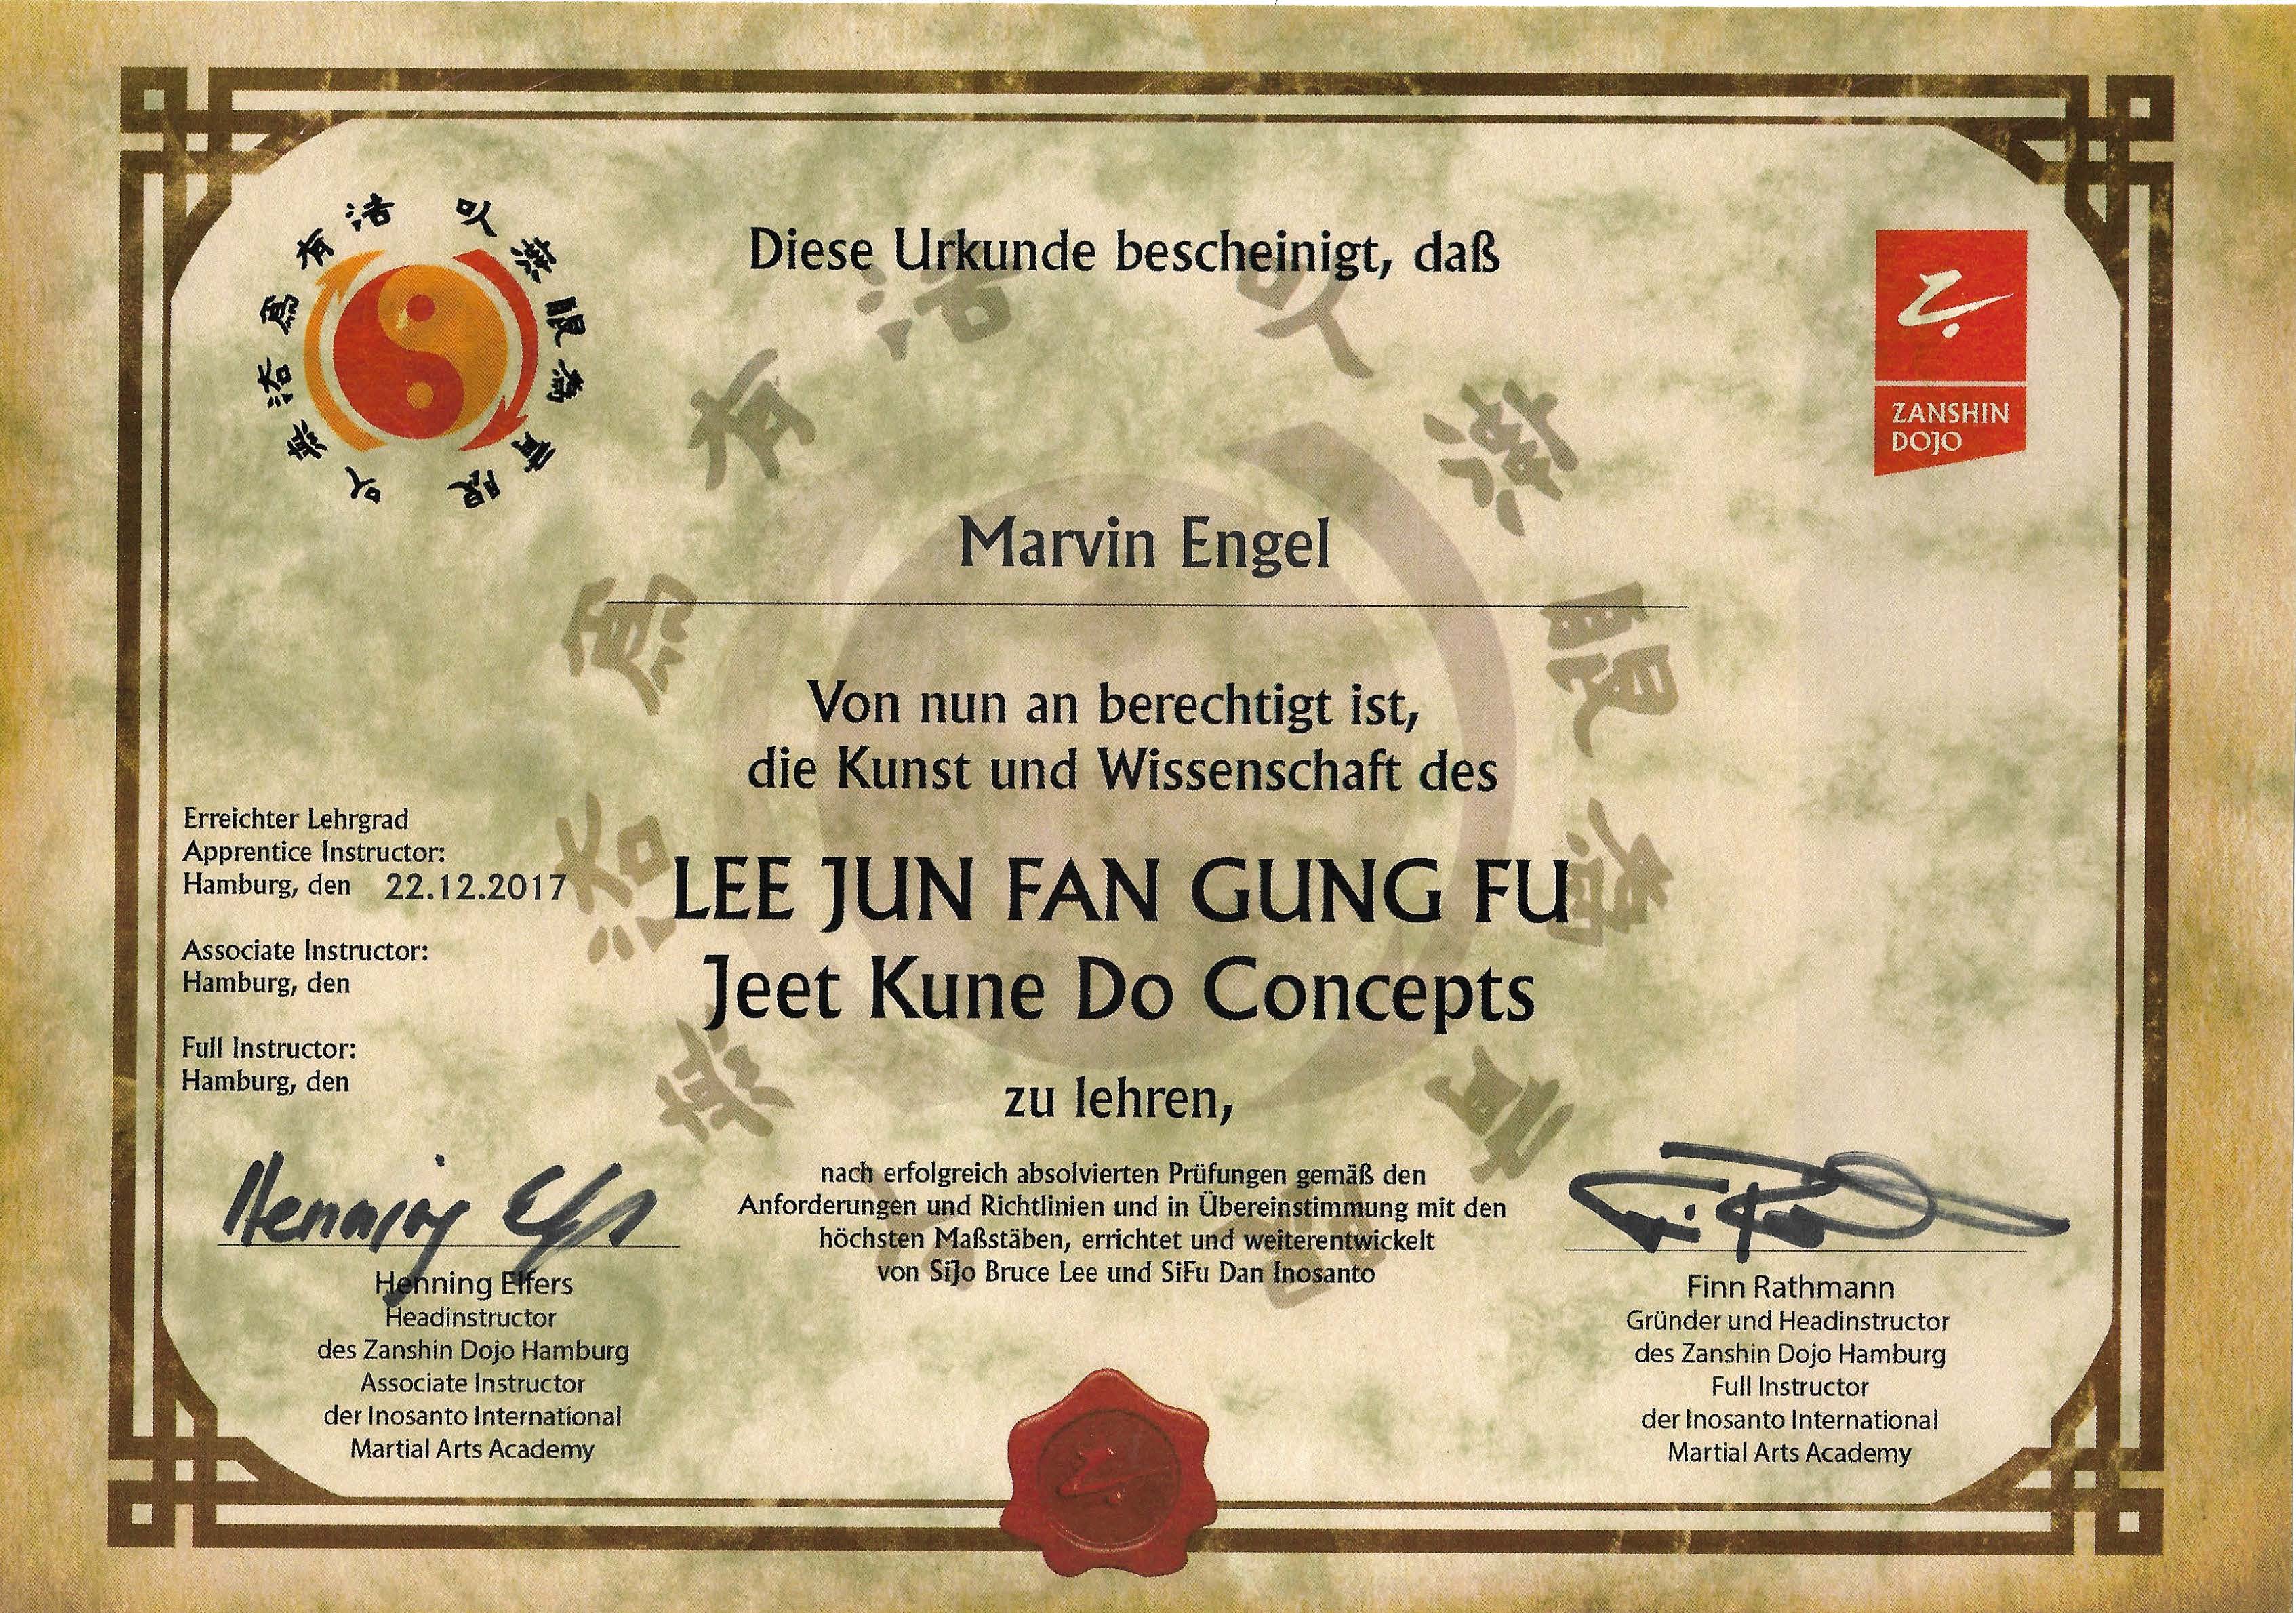 Diese Urkunde bescheinigt, daß
ZANSHIN
DOJO
Marvin Engel
Von nun an berechtigt ist,
die Kunst und Wissenschaft des
LEE JUN FAN GUNG FU
Jeet Kune Do Concepts
zu lehren,
nach erfolgreich absolvierten Prüfungen gemäß den
Anforderungen und Richtlinien und in Übereinstimmung mit den
höchsten Maßstäben, errichtet und weiterentwickelt
von SiJo Bruce Lee und SiFu Dan Inosanto
Erreichter Lehrgrad
Apprentice Instructor:
Hamburg, den 22.12.2017
Associate Instructor:
Hamburg, den
Full Instructor:
Hamburg, den
Henning Elfers
Henning Elfers
Headinstructor
des Zanshin Dojo Hamburg
Associate Instructor
der Inosanto International
Martial Arts Academy
Finn Rathmann
Gründer und Headinstructor
des Zanshin Dojo Hamburg
Full Instructor
der Inosanto International
Martial Arts Academy